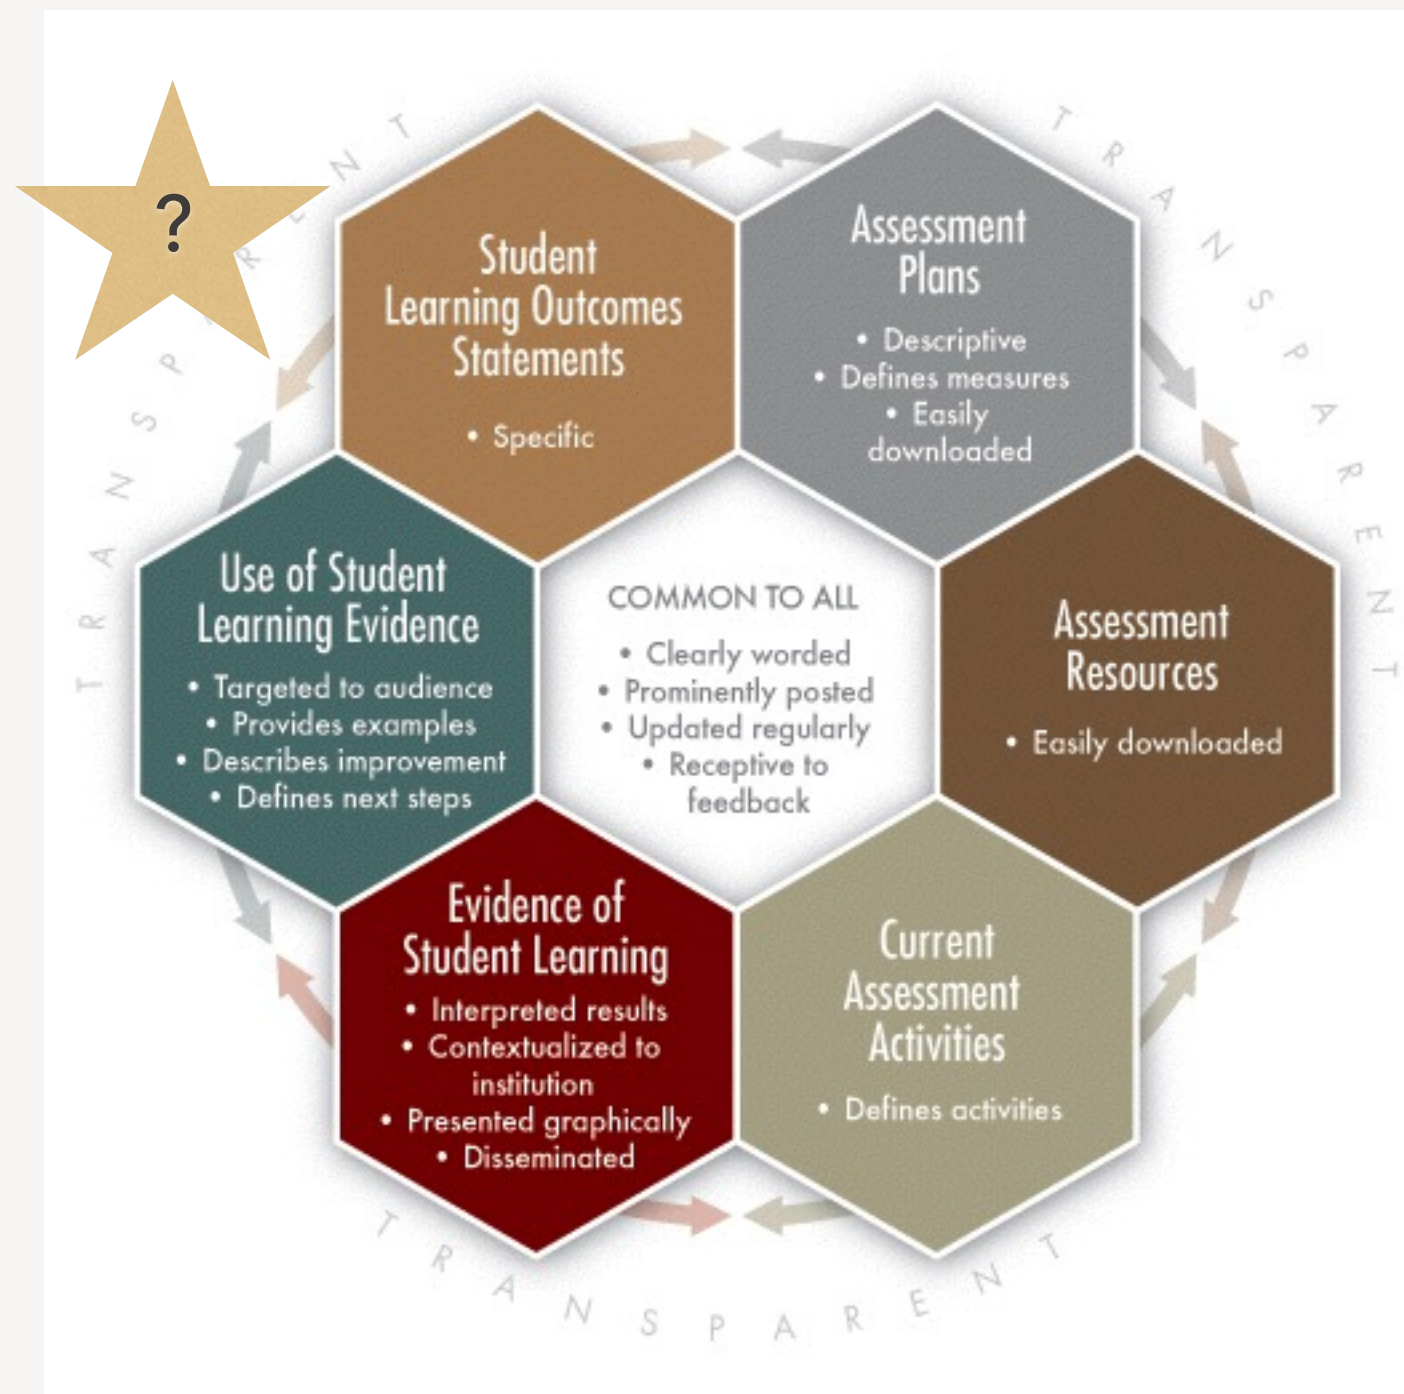 ?
Student
Learning Outcomes
Statements
• Specific
Assessment
Plans
• Descriptive
• Defines measures
• Easily
downloaded
Use of Student
Learning Evidence
• Targeted to audience
• Provides examples
• Describes improvement
• Defines next steps
COMMON TO ALL
• Clearly worded
• Prominently posted
• Updated regularly
• Receptive to
feedback
Assessment
Resources
• Easily downloaded
Evidence of
Student Learning
• Interpreted results
• Contextualized to
institution
• Presented graphically
• Disseminated
Current
Assessment
Activities
• Defines activities
TRANSPARENT
TRANSPARENT
TRANSPARENT